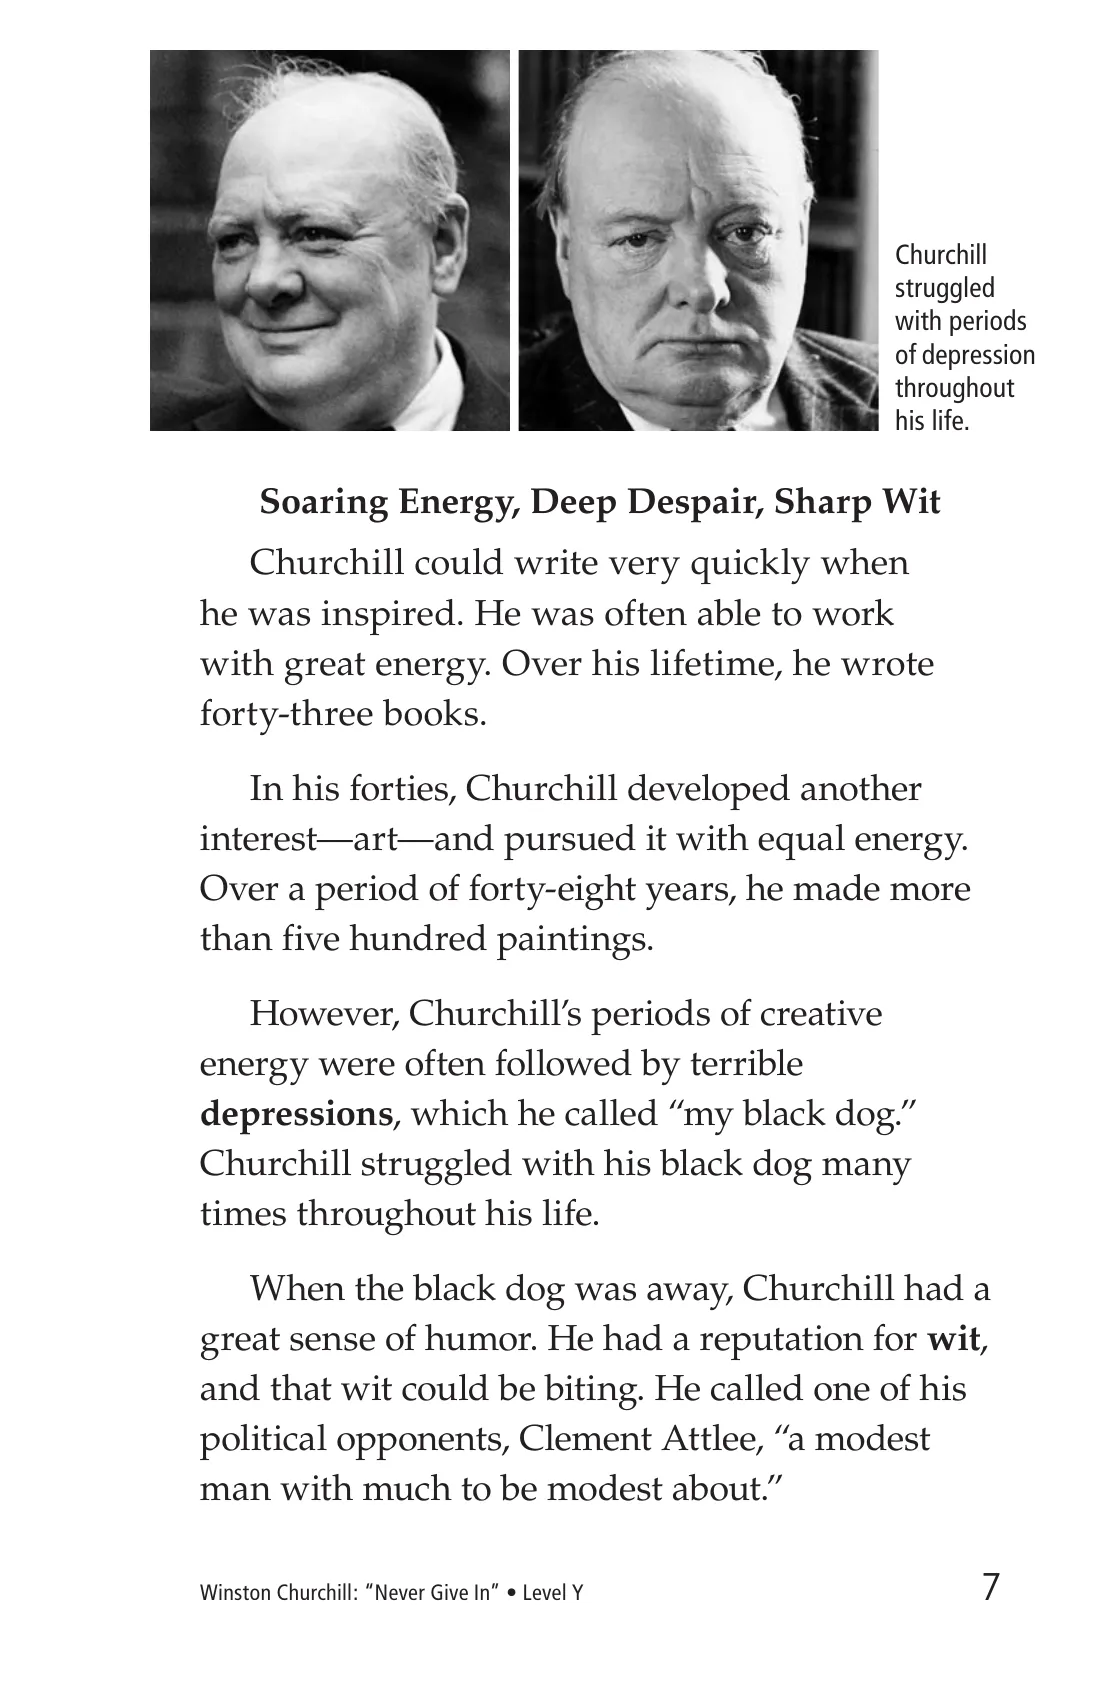 Churchill
struggled
with periods
of depression
throughout
his life.
Soaring Energy, Deep Despair, Sharp Wit
Churchill could write very quickly when
he was inspired. He was often able to work
with great energy. Over his lifetime, he wrote
forty-three books.
In his forties, Churchill developed another
interest—art—and pursued it with equal energy.
Over a period of forty-eight years, he made more
than five hundred paintings.
However, Churchill’s periods of creative
energy were often followed by terrible
depressions, which he called “my black dog.”
Churchill struggled with his black dog many
times throughout his life.
When the black dog was away, Churchill had a
great sense of humor. He had a reputation for wit,
and that wit could be biting. He called one of his
political opponents, Clement Attlee, “a modest
man with much to be modest about.”
Winston Churchill: “Never Give In” • Level Y 7